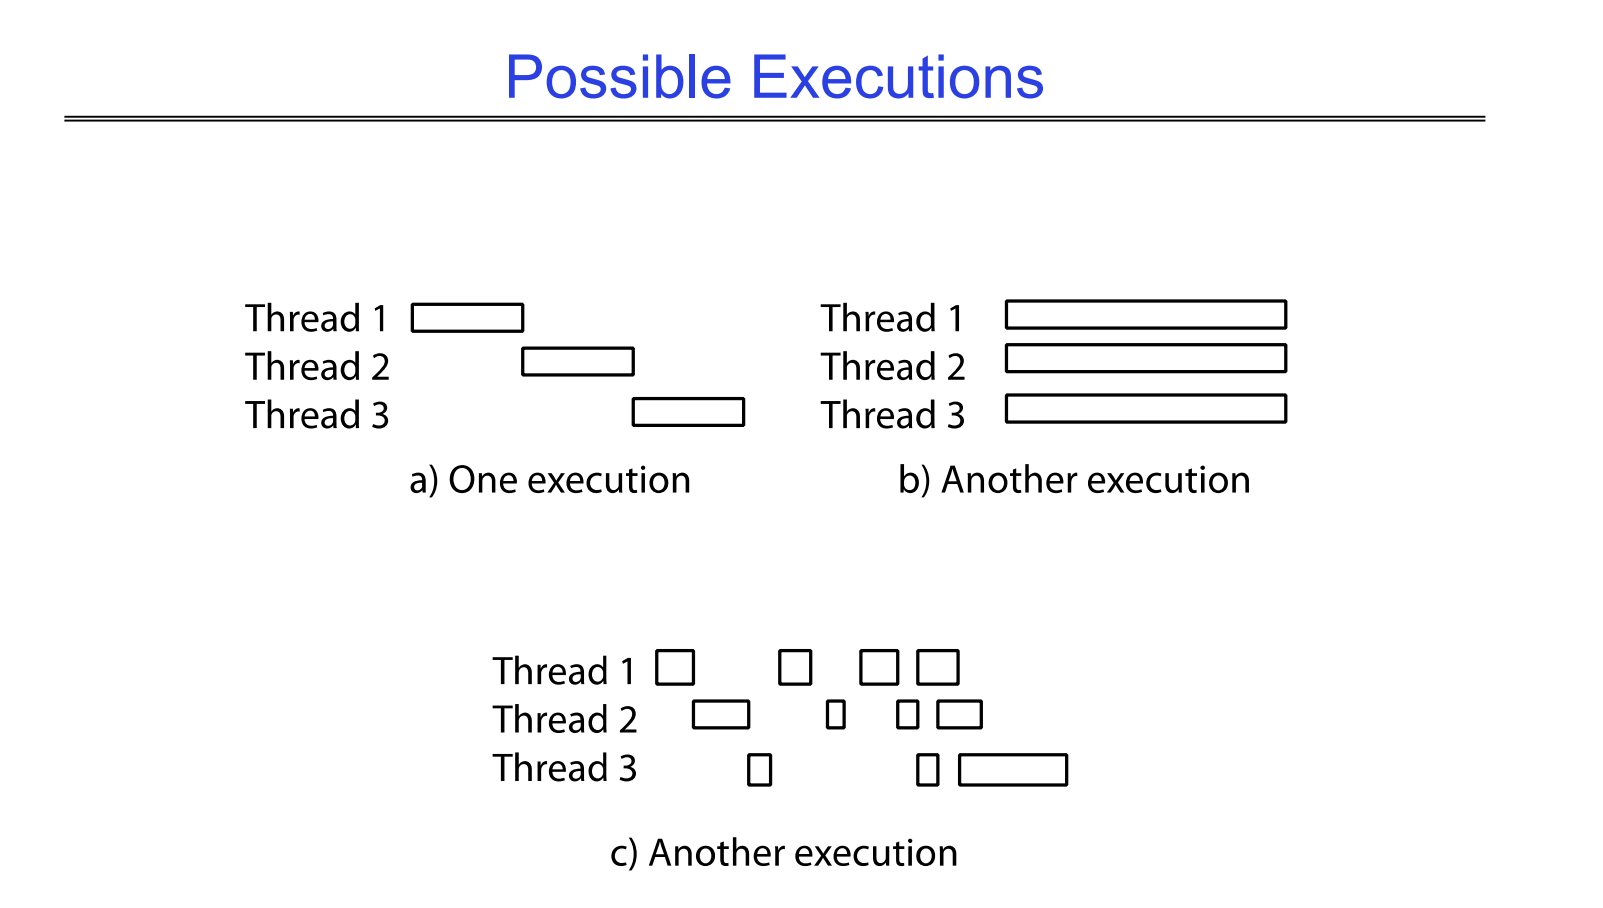 Possible Executions
Thread 1
Thread 2
Thread 3
a) One execution
Thread 1
Thread 2
Thread 3
b) Another execution
Thread 1
Thread 2
Thread 3
c) Another execution